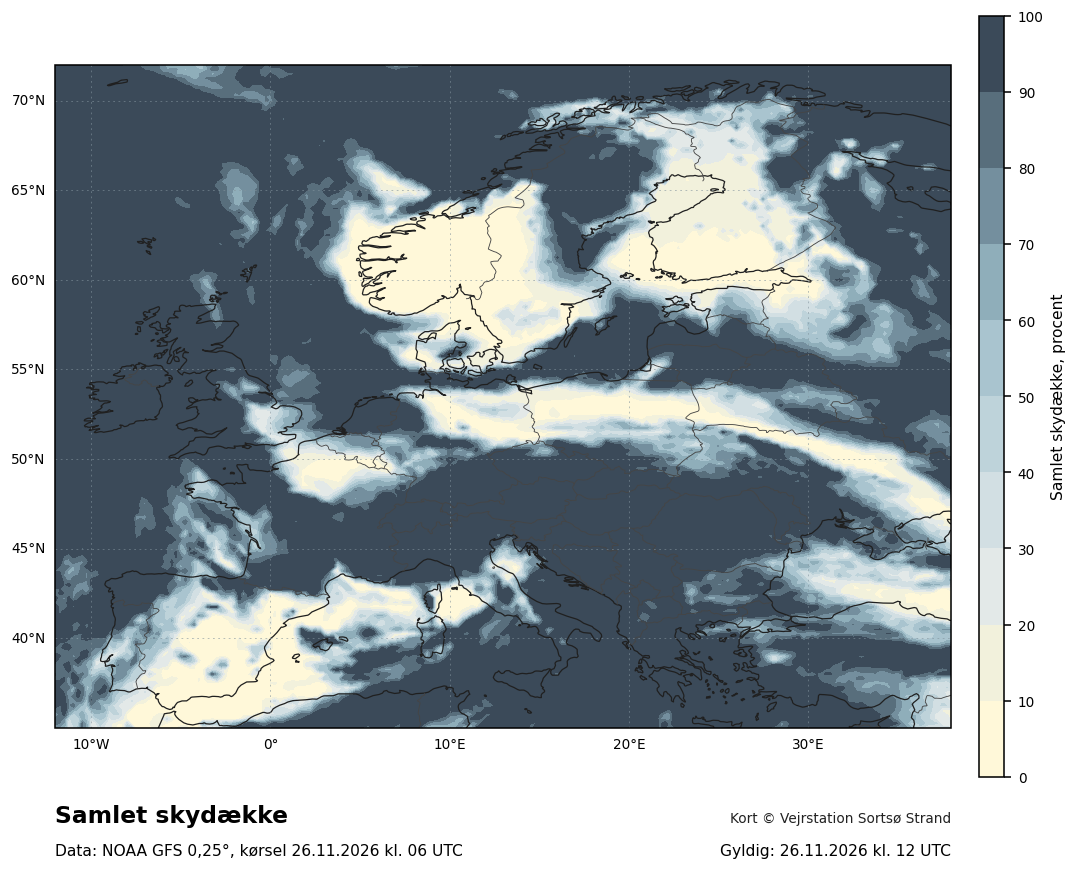 100
90
80
70
60
50
40
30
20
10
0
Samlet skydække, procent
70°N
65°N
60°N
55°N
50°N
45°N
40°N
10°W
0°
10°E
20°E
30°E
Samlet skydække
Kort © Vejrstation Sortsø Strand
Data: NOAA GFS 0,25°, kørsel 26.11.2026 kl. 06 UTC
Gyldig: 26.11.2026 kl. 12 UTC